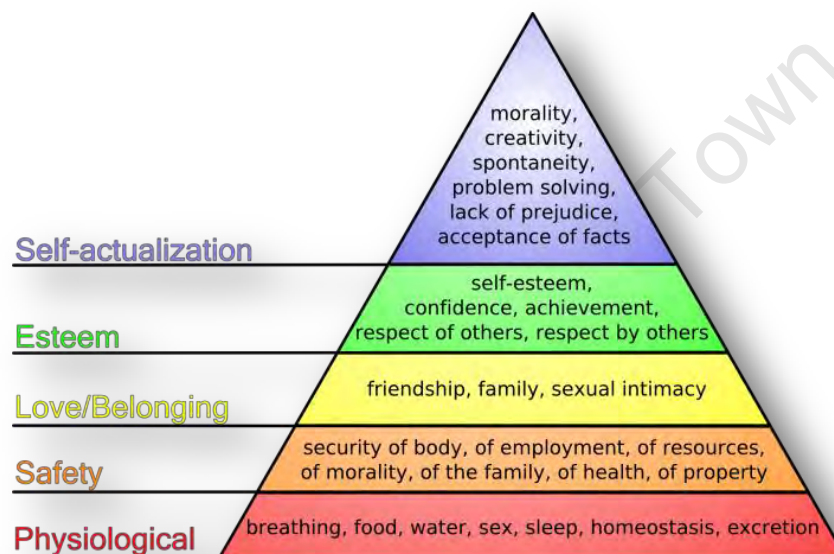 morality,
creativity,
spontaneity,
problem solving,
lack of prejudice,
acceptance of facts
Self-actualization
self-esteem,
confidence, achievement,
respect of others, respect by others
Esteem
friendship, family, sexual intimacy
Love/Belonging
security of body, of employment, of resources,
of morality, of the family, of health, of property
Safety
breathing, food, water, sex, sleep, homeostasis, excretion
Physiological
Town